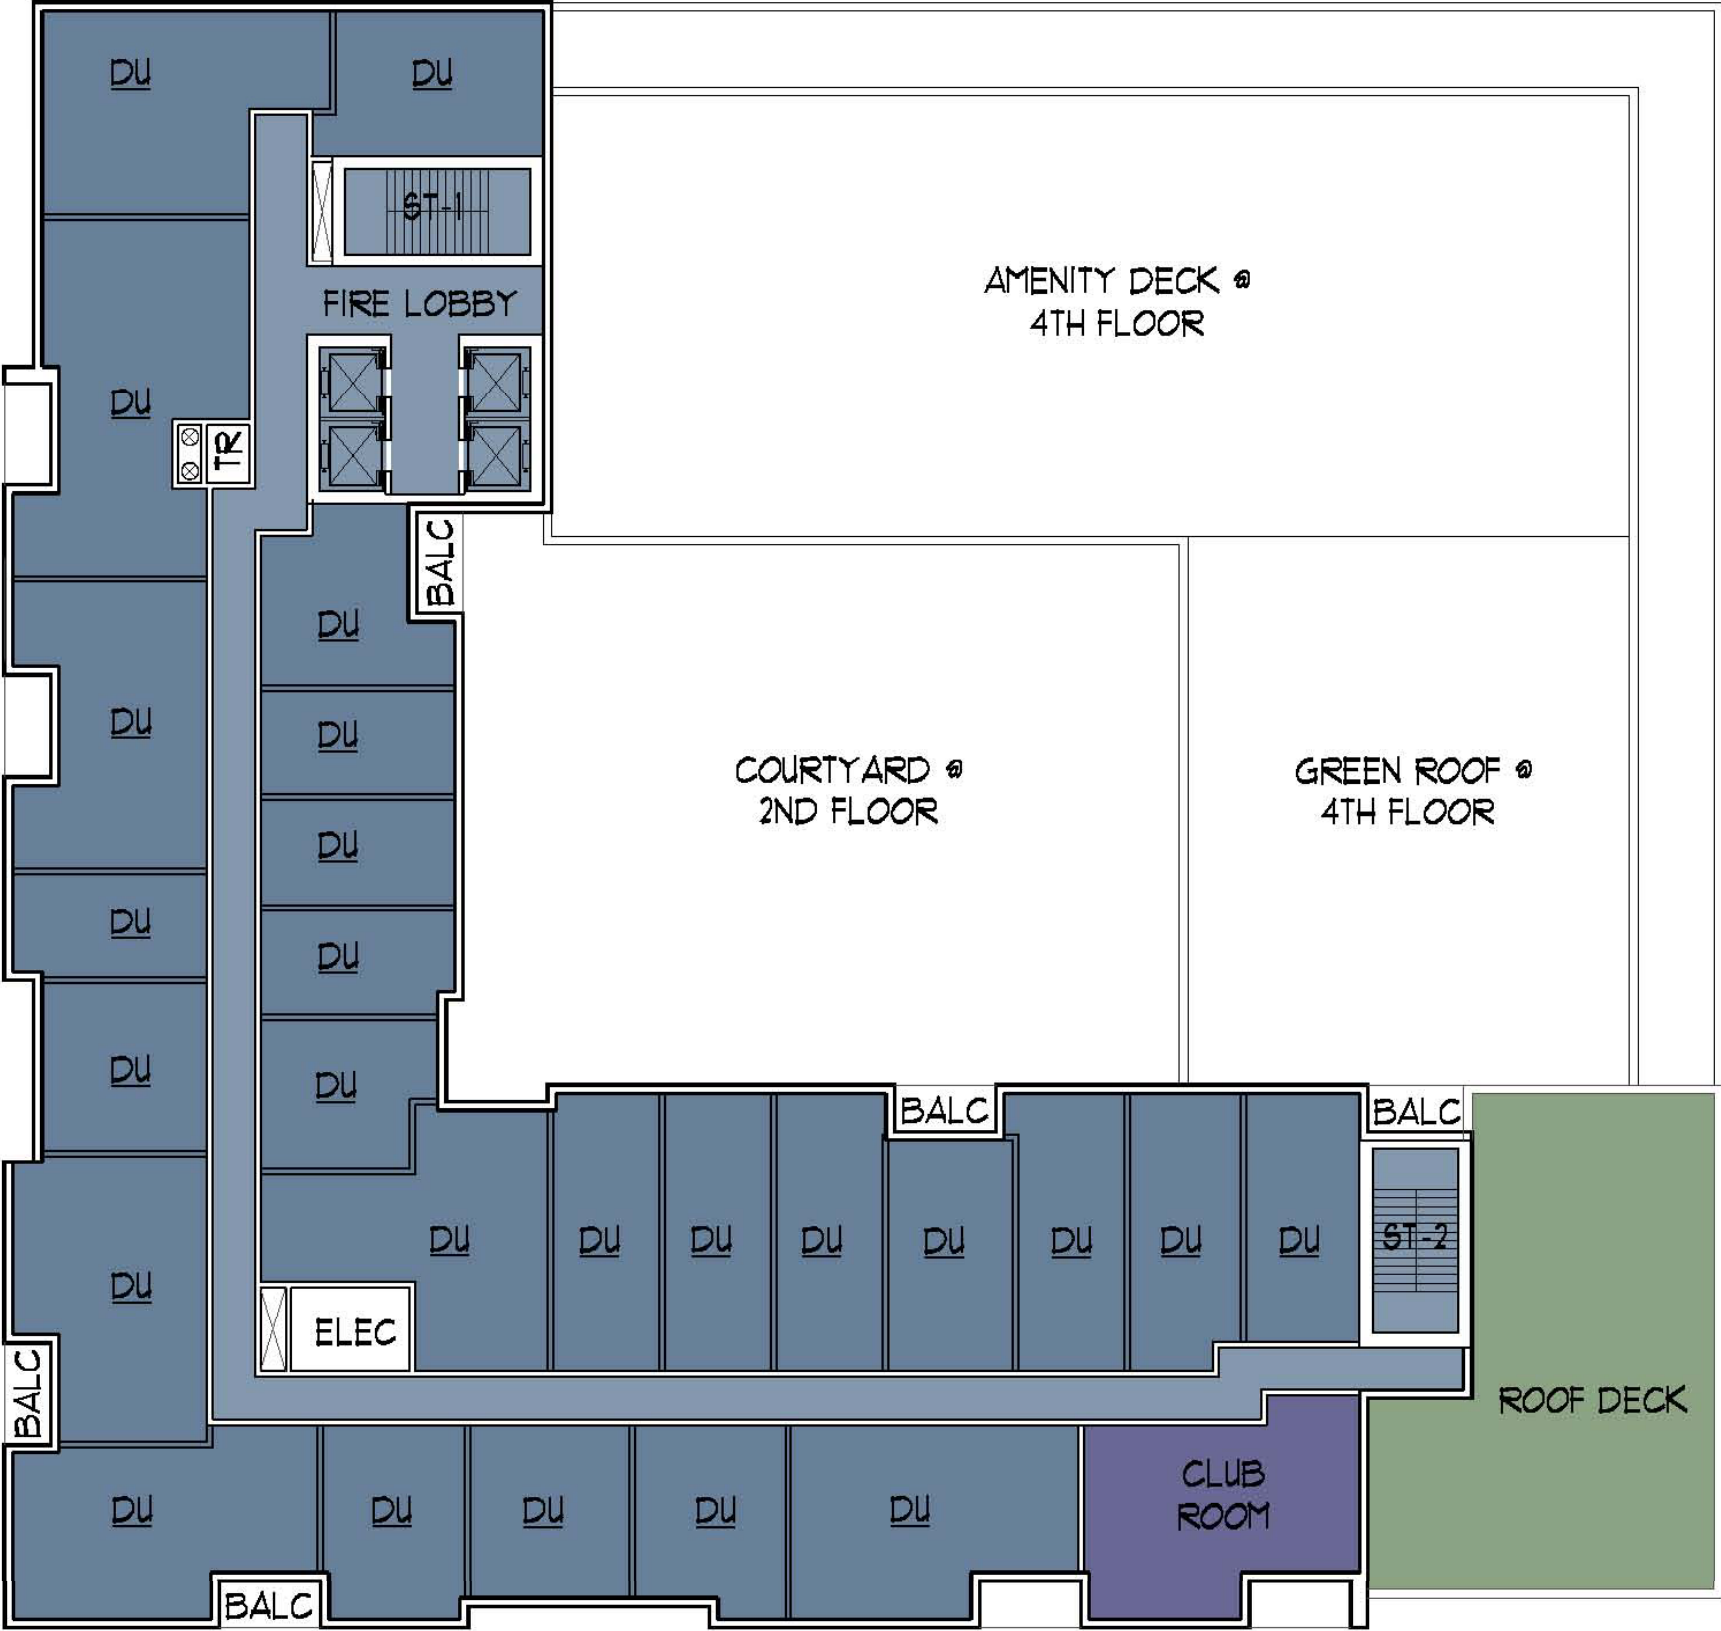 DU
DU
ST-1
AMENITY DECK @
4TH FLOOR
FIRE LOBBY
DU
TR
BALC
DU
DU
DU
COURTYARD @
2ND FLOOR
GREEN ROOF @
4TH FLOOR
DU
DU
DU
DU
DU
DU
BALC
BALC
DU
DU
DU
DU
DU
DU
DU
DU
ST-2
DU
ELEC
BALC
ROOF DECK
CLUB
ROOM
DU
DU
DU
DU
DU
BALC